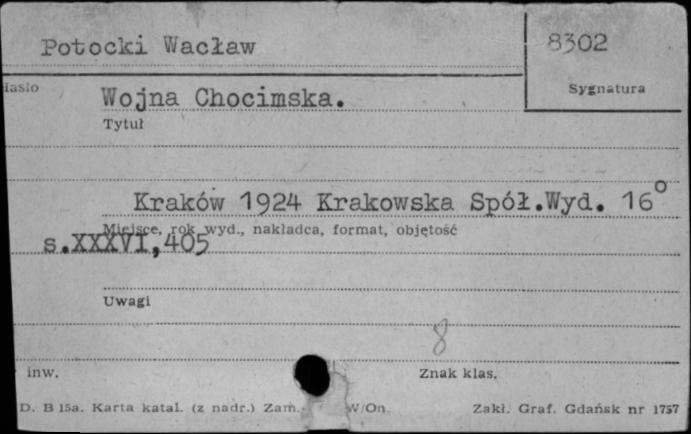 Potocki Wacław
8302
Hasło
Sygnatura
Wojna Chocimska.
Tytuł
Kraków 1924 Krakowska Spół.Wyd. 16°
Miejsce, rok wyd., nakładca, format, objętość
s.XXXVI,405
Uwagi
8
inw.
Znak klas.
D. B 15a. Karta katal. (z nadr.) Zam. W/On. Zakł. Graf. Gdańsk nr 1757